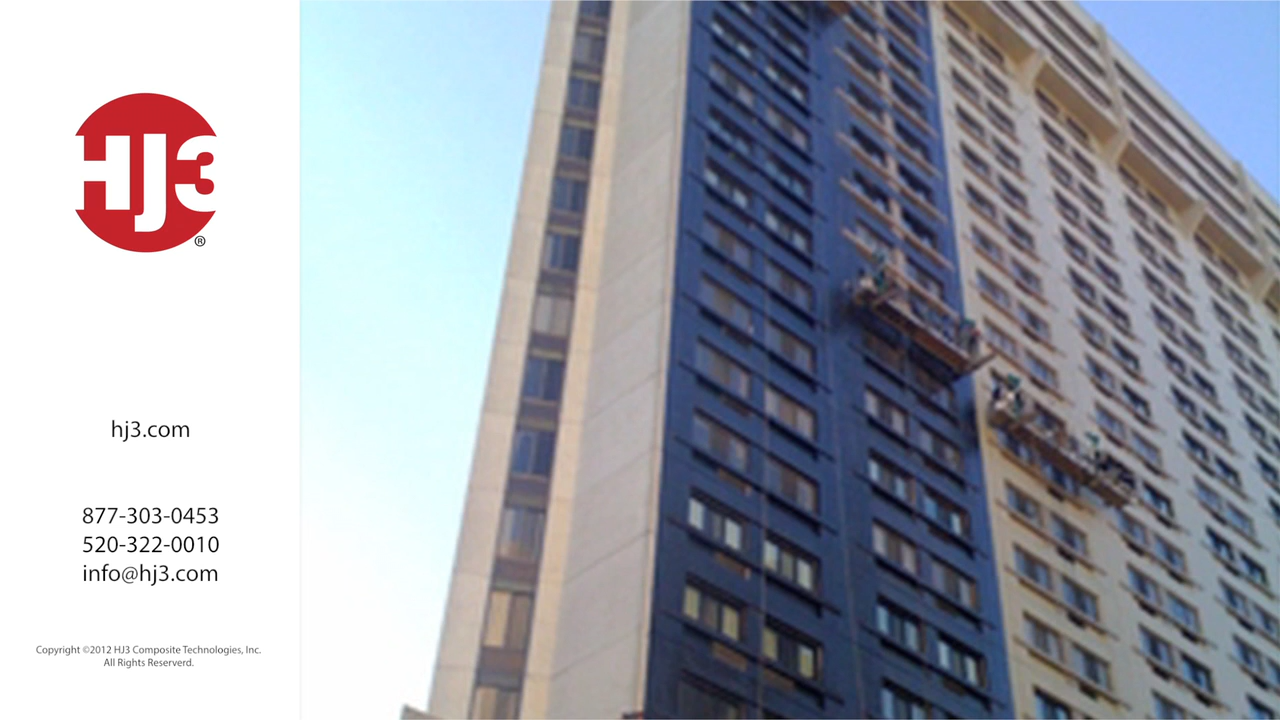 HJ3
®
hj3.com
877-303-0453
520-322-0010
info@hj3.com
Copyright ©2012 HJ3 Composite Technologies, Inc.
All Rights Reserverd.